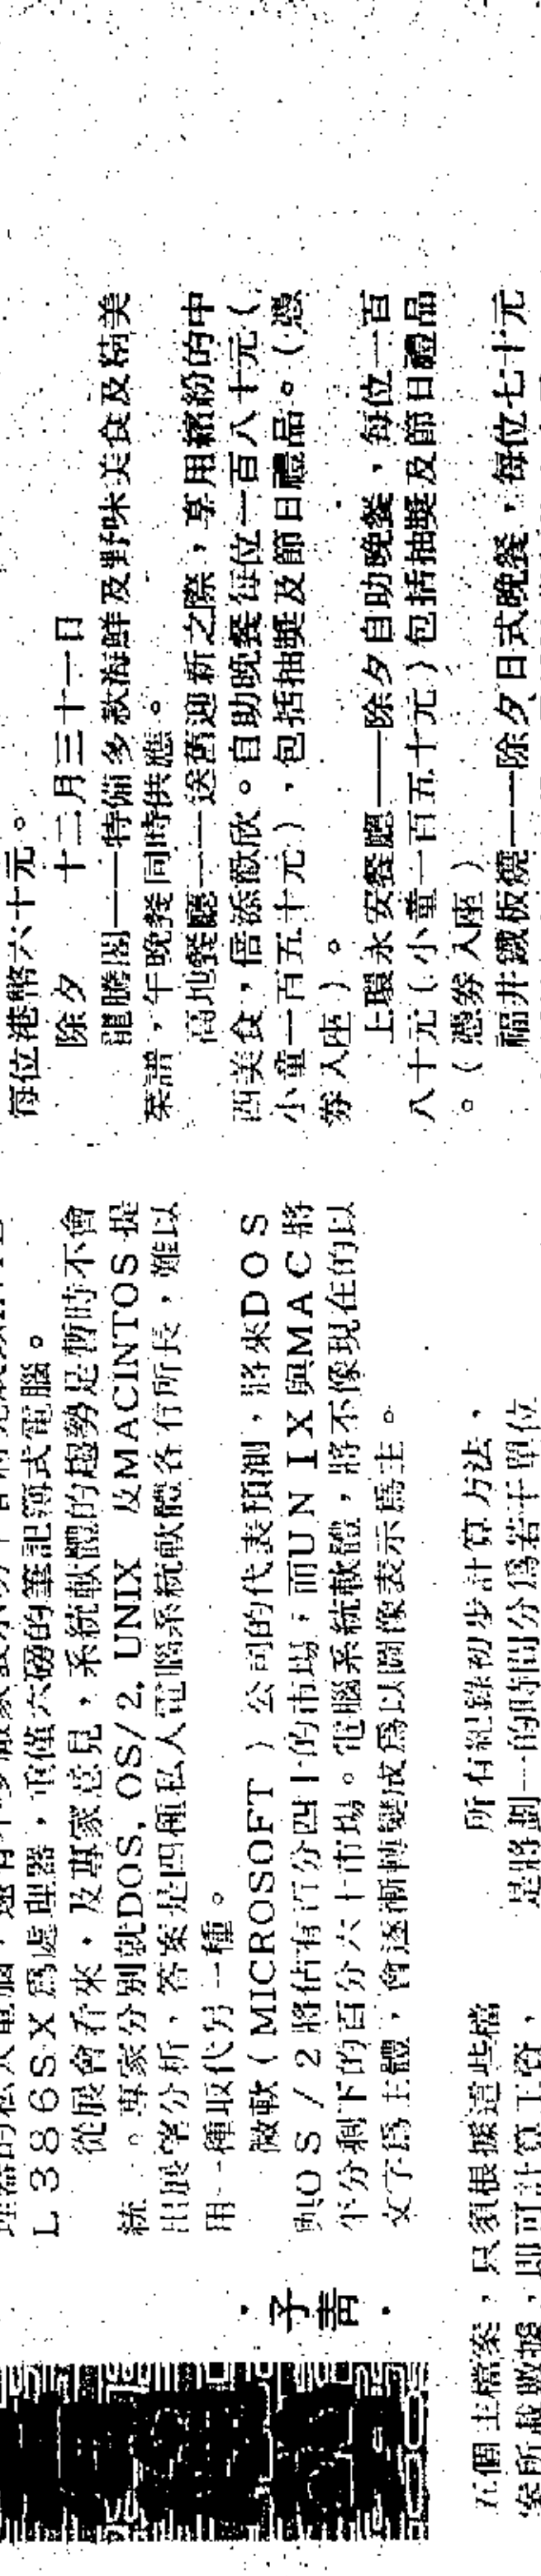 每位港幣六十元。
除夕　十二月三十一日
龍騰閣——特備多款海鮮及野味美食及精美
菜譜，午晚餐同時供應。
高地餐廳——送舊迎新之際，享用繽紛的中
西美食，倍添歡欣。自助晚餐每位一百八十元（
小童一百五十元），包括抽獎及節日禮品。（憑
券入座）。
上環永安餐廳——除夕自助晚餐，每位一百
八十元（小童一百五十元）包括抽獎及節日禮品
。（憑券入座）
福井鐵板燒——除夕日式晚餐，每位七十元
L３８６ＳＸ爲處理器，重僅六磅的筆記簿式電腦。
從展會看來，及專家意見，系統軟體的趨勢是暫時不會
統一。專家分別就DOS, OS/2, UNIX 及MACINTOS提
出展望分析，答案是四種私人電腦系統軟體各有所長，難以
用一種取代另一種。
微軟（MICROSOFT）公司的代表預測，將來ＤＯＳ
與ＯＳ／２將佔有百分四十的市場，而ＵＮＩＸ與MAC將
平分剩下的百分六十市場。電腦系統軟體，將不像現在的以
文字爲主體，會逐漸轉變成爲以圖像表示爲主。
・子青・
所有紀錄初步計算方法，
是將劃一的時間分爲若干單位
五個主檔案，只須根據這些檔
案所載數據，即可計算工資，